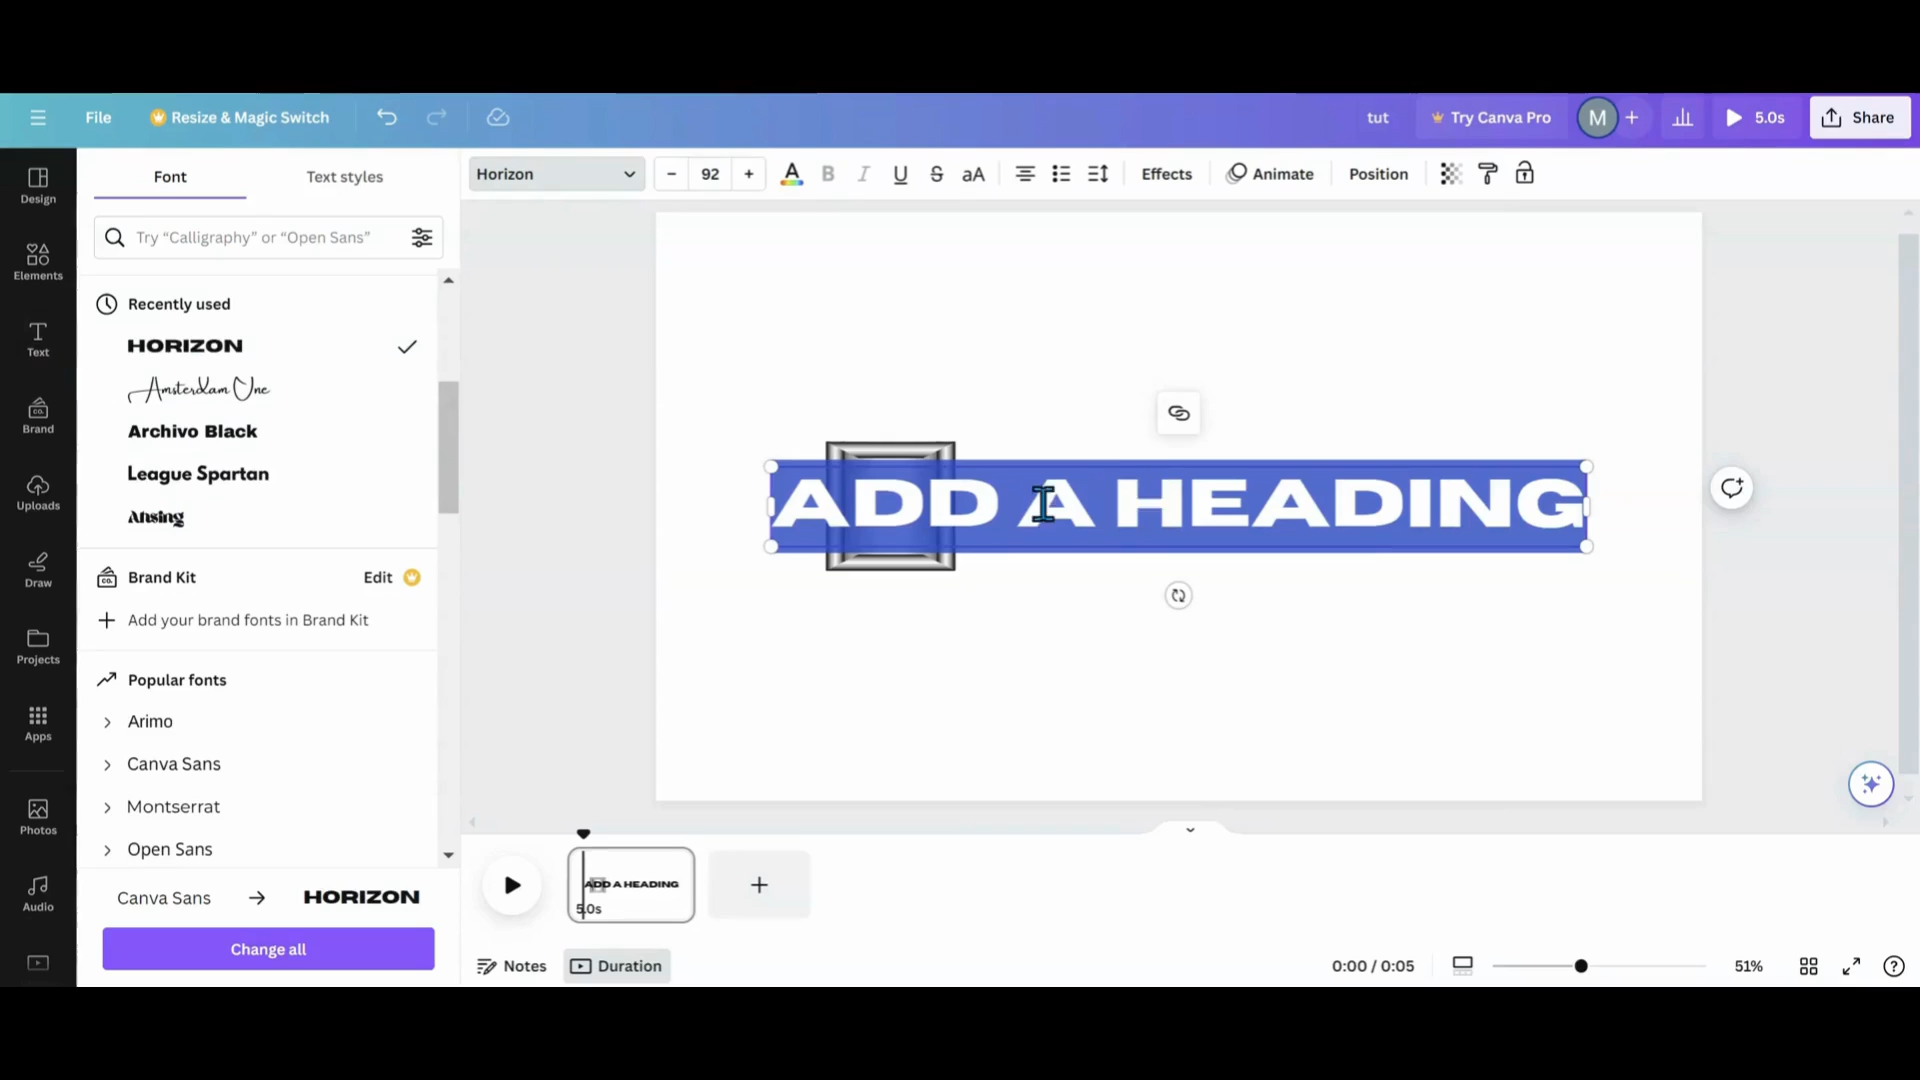 File
Resize & Magic Switch
tut
Try Canva Pro
M
5.0s
Share
Design
Elements
Text
Brand
Uploads
Draw
Projects
Apps
Photos
Audio
Font
Text styles
Try “Calligraphy” or “Open Sans”
Recently used
HORIZON
Amsterdam One
Archivo Black
League Spartan
Ahsing
Brand Kit
Edit
Add your brand fonts in Brand Kit
Popular fonts
Arimo
Canva Sans
Montserrat
Open Sans
Canva Sans
HORIZON
Change all
Horizon
92
A
B
I
U
S
aA
Effects
Animate
Position
ADD A HEADING
ADD A HEADING
5.0s
Notes
Duration
0:00 / 0:05
51%